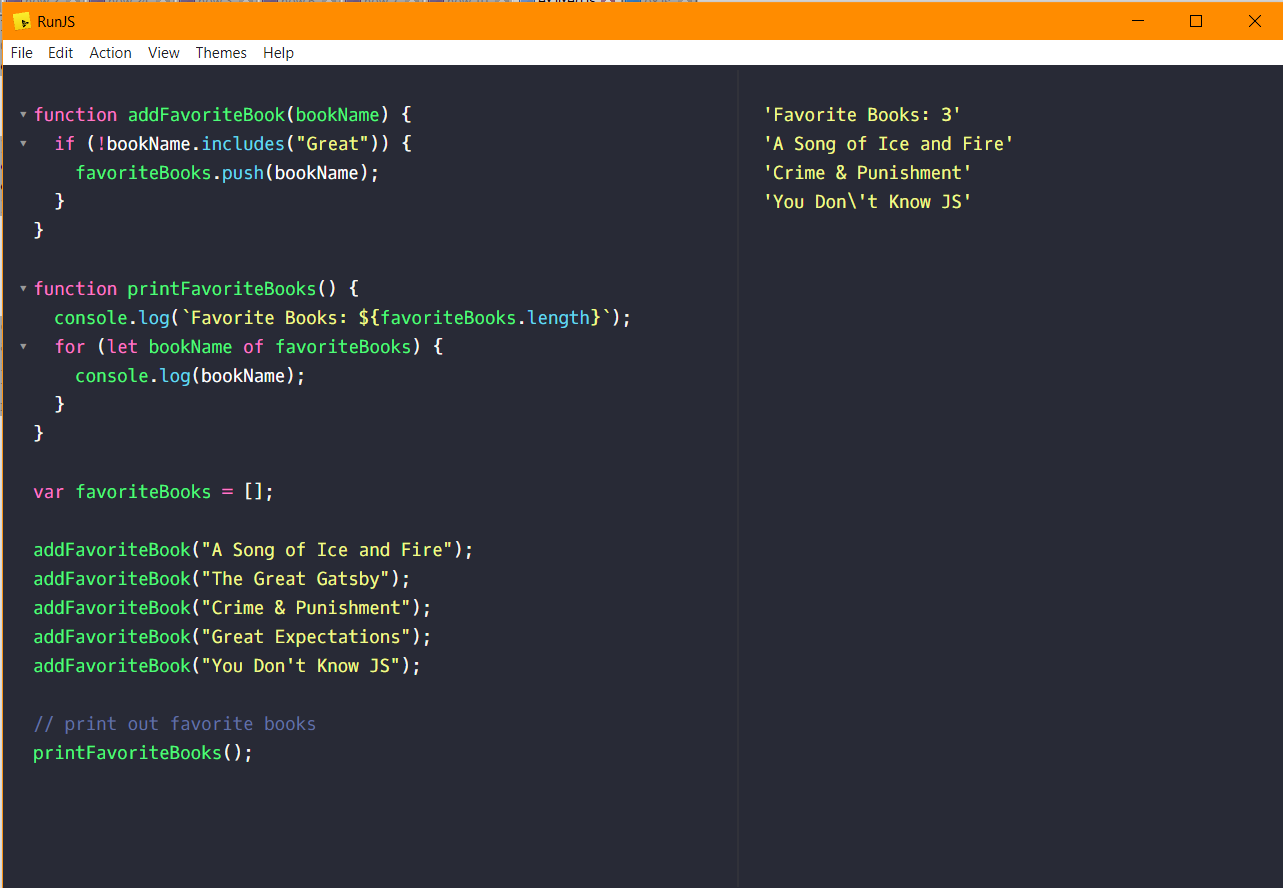 RunJS
File Edit Action View Themes Help
function addFavoriteBook(bookName) {
  if (!bookName.includes("Great")) {
    favoriteBooks.push(bookName);
  }
}
function printFavoriteBooks() {
  console.log(`Favorite Books: ${favoriteBooks.length}`);
  for (let bookName of favoriteBooks) {
    console.log(bookName);
  }
}
var favoriteBooks = [];
addFavoriteBook("A Song of Ice and Fire");
addFavoriteBook("The Great Gatsby");
addFavoriteBook("Crime & Punishment");
addFavoriteBook("Great Expectations");
addFavoriteBook("You Don't Know JS");
// print out favorite books
printFavoriteBooks();
'Favorite Books: 3'
'A Song of Ice and Fire'
'Crime & Punishment'
'You Don\'t Know JS'